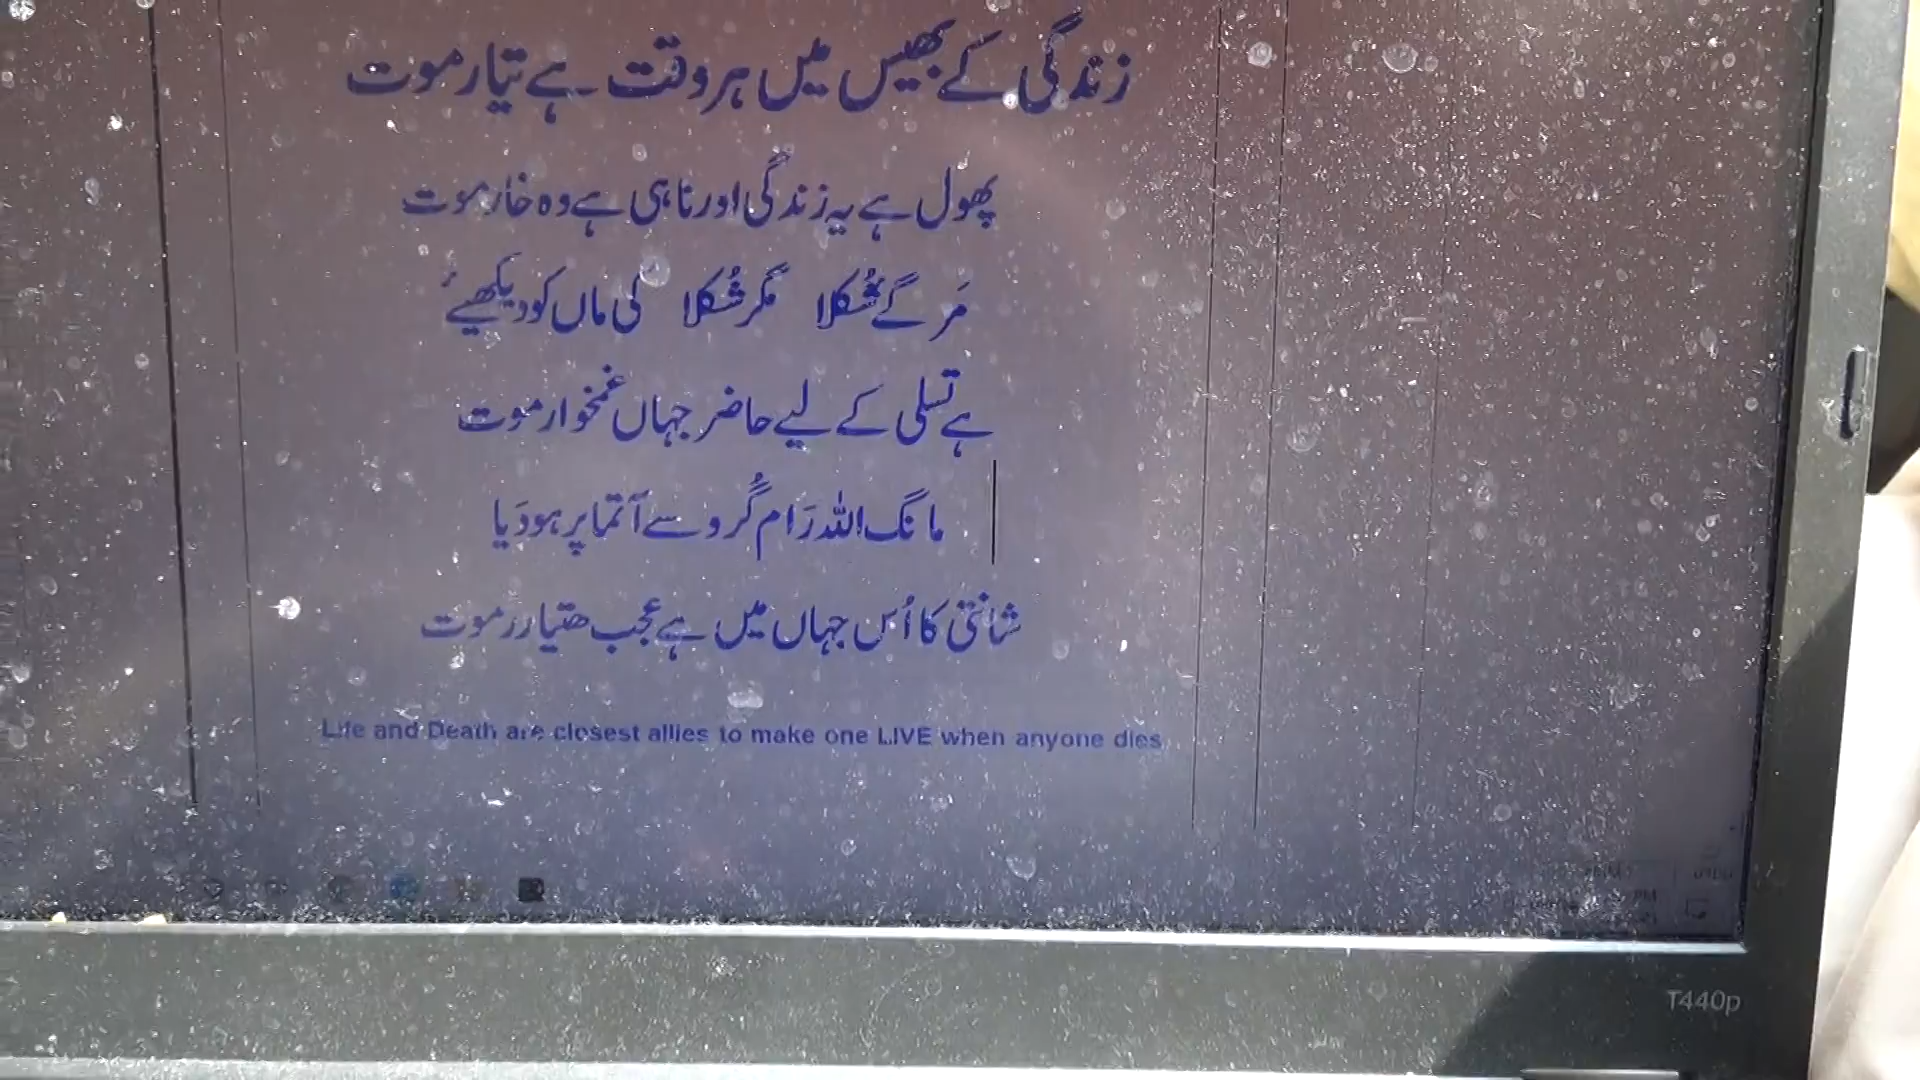 زندگی کے بھیس میں ہر وقت ہے تیار موت
پھول ہے یہ زندگی اور نا ہی ہے وہ خار موت
مَر گے شُکلا مگر شُکلا کی ماں کو دیکھیےٗ
ہے تسلی کے لیے حاضر جہاں غمخوار موت
مانگ اللہ رَام گُرو سے آتما پر ہو دَیا
شانتی کا اُس جہاں میں ہے عجب ھتیارر موت
Life and Death are closest allies to make one LIVE when anyone dies
T440p